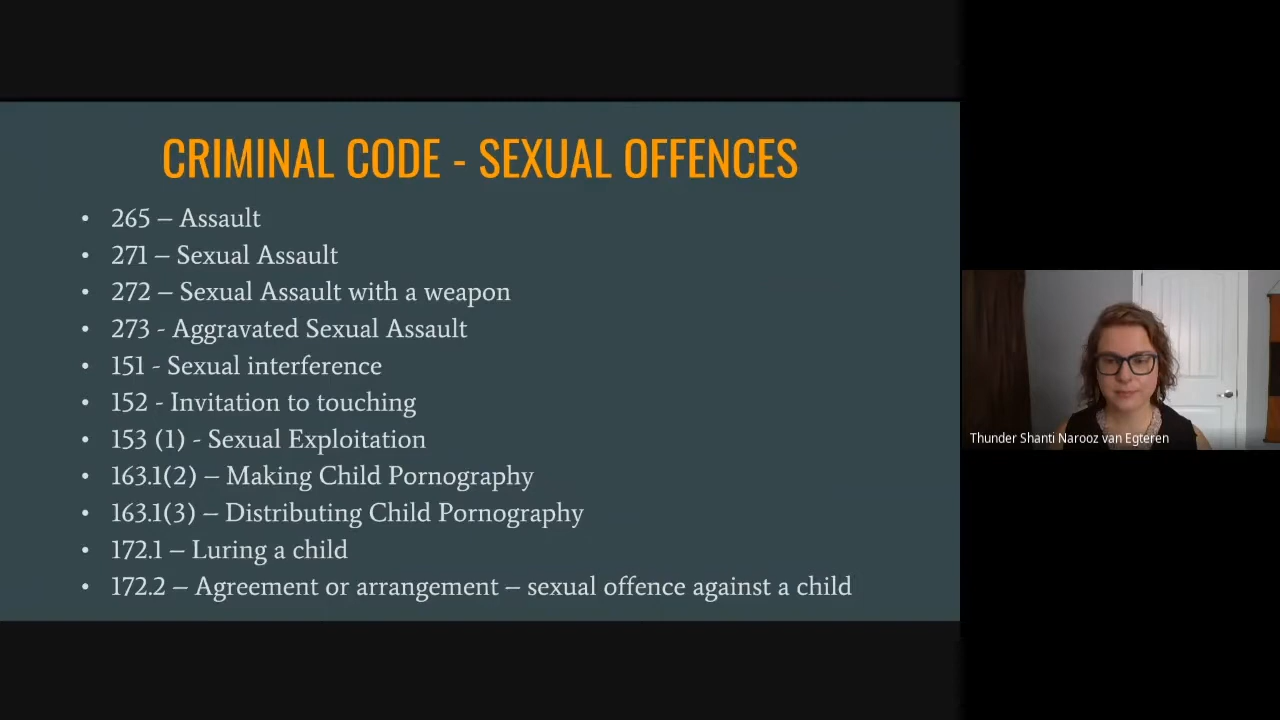 CRIMINAL CODE - SEXUAL OFFENCES
• 265 – Assault
• 271 – Sexual Assault
• 272 – Sexual Assault with a weapon
• 273 - Aggravated Sexual Assault
• 151 - Sexual interference
• 152 - Invitation to touching
• 153 (1) - Sexual Exploitation
• 163.1(2) – Making Child Pornography
• 163.1(3) – Distributing Child Pornography
• 172.1 – Luring a child
• 172.2 – Agreement or arrangement – sexual offence against a child
Thunder Shanti Narooz van Egteren